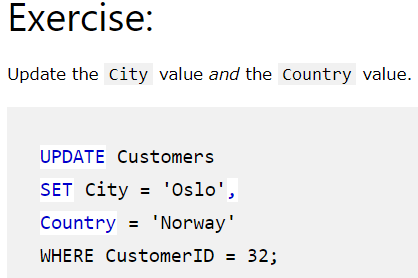 Exercise:
Update the City value and the Country value.
UPDATE Customers
SET City = 'Oslo',
Country = 'Norway'
WHERE CustomerID = 32;